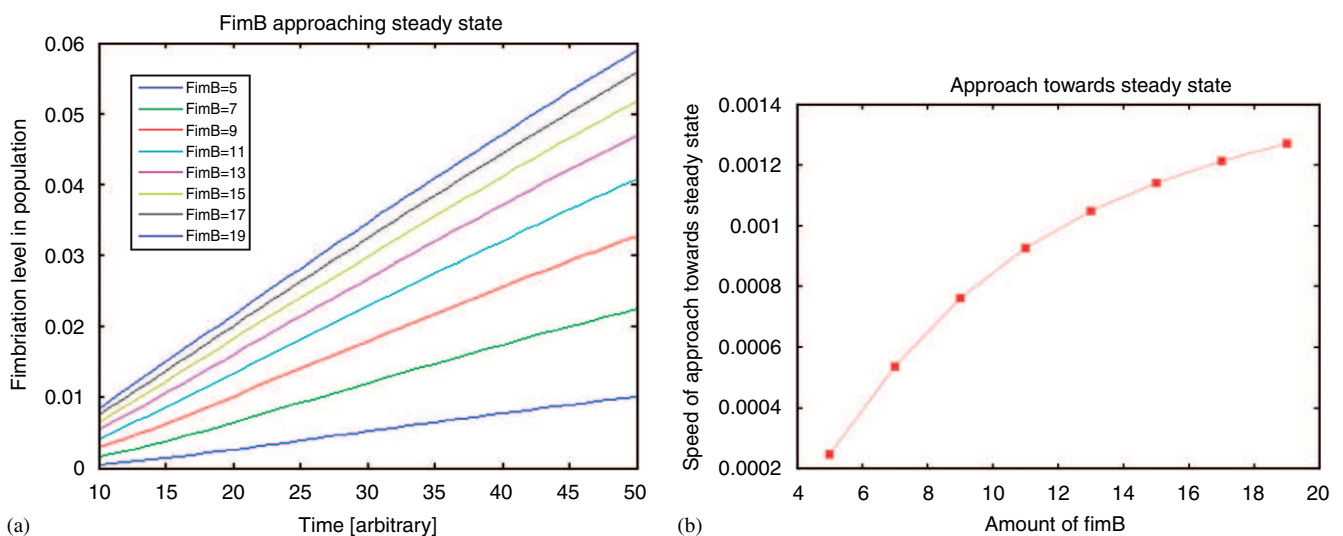 FimB approaching steady state
0.06
0.05
0.04
0.03
0.02
0.01
0
Fimbriation level in population
FimB=5
FimB=7
FimB=9
FimB=11
FimB=13
FimB=15
FimB=17
FimB=19
10 15 20 25 30 35 40 45 50
Time [arbitrary]
(a)
Approach towards steady state
0.0014
0.0012
0.001
0.0008
0.0006
0.0004
0.0002
Speed of approach towards steady state
4 6 8 10 12 14 16 18 20
Amount of fimB
(b)